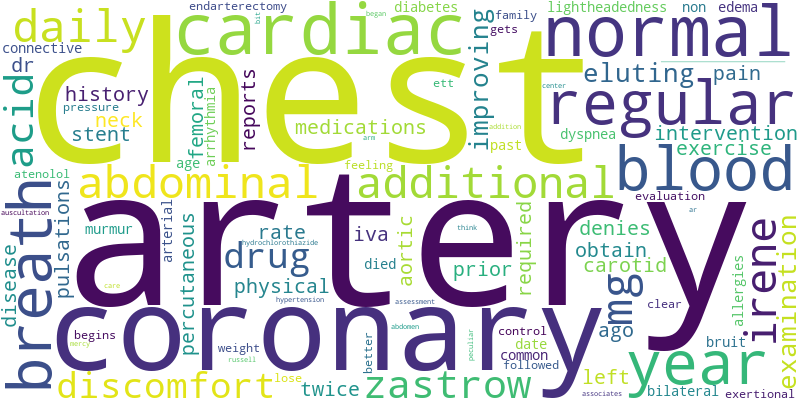 endarterectomy bit diabetes lightheadedness non edema
daily cardiac began family gets normal
connective chest
dr acid history pressure neck stent femoral arrhythmia reports ett improving eluting pain
medications past center addition arm regular
age dyspnea intervention exercise
atenolol abdominal feeling additional blood
auscultation breath pulsations artery evaluation ar
murmur arterial rate iva think required denies
hydrochlorothiazide died aortic obtain carotid irene
disease percutaneous drug physical prior mg allergies examination
care hypertension assessment date clear
begins coronary control ago bruit
mercy weight better abdomen common followed year
russell peculiar
discomfort lose twice zastrow left bilateral exertional
associates